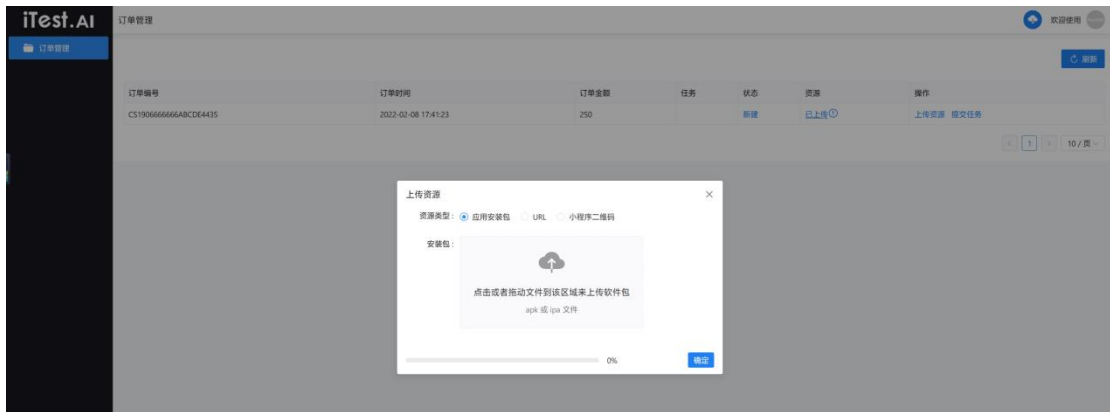 iTest.AI
订单管理
欢迎使用
订单管理
刷新
订单编号 订单时间 订单金额 任务 状态 资源 操作
CS1906666666ABCDE4435 2022-02-08 17:41:23 250 新建 已上传 上传资源 提交任务
1 10 / 页
上传资源
资源类型: 应用安装包 URL 小程序二维码
安装包:
点击或者拖动文件到该区域来上传软件包
apk 或 ipa 文件
0% 确定